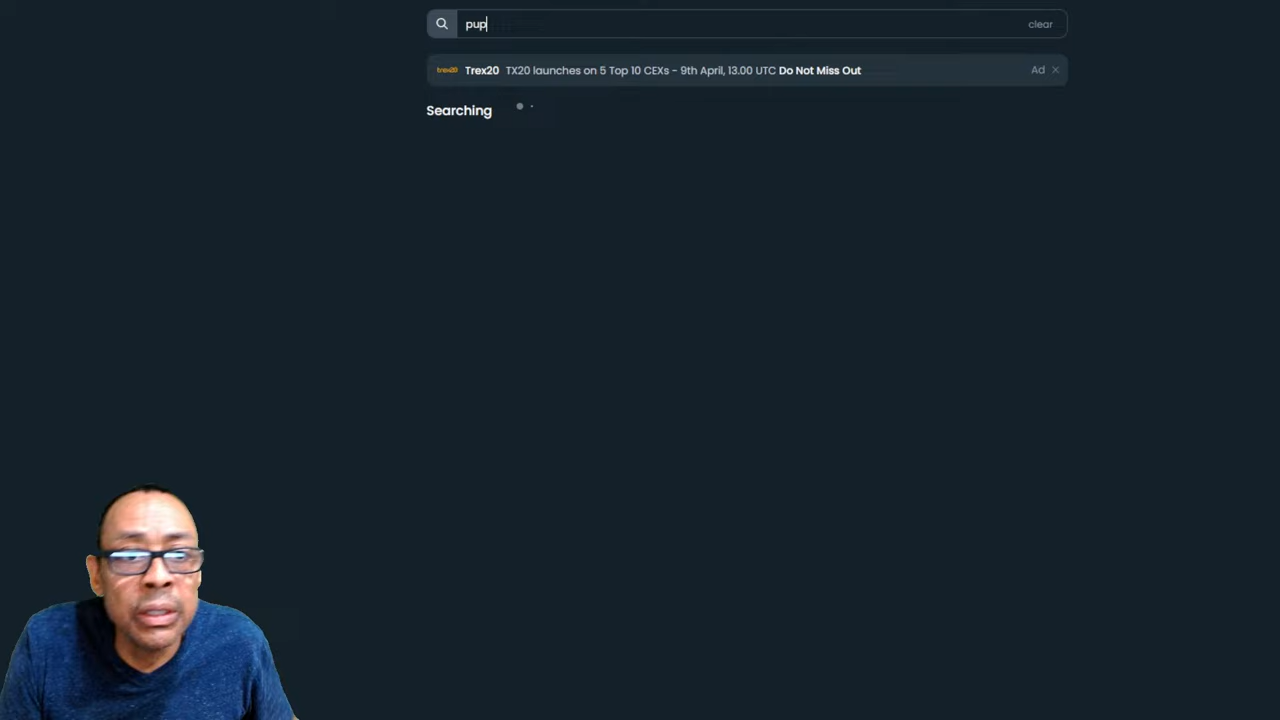 pup
clear
trex20 Trex20 TX20 launches on 5 Top 10 CEXs - 9th April, 13.00 UTC Do Not Miss Out Ad
Searching